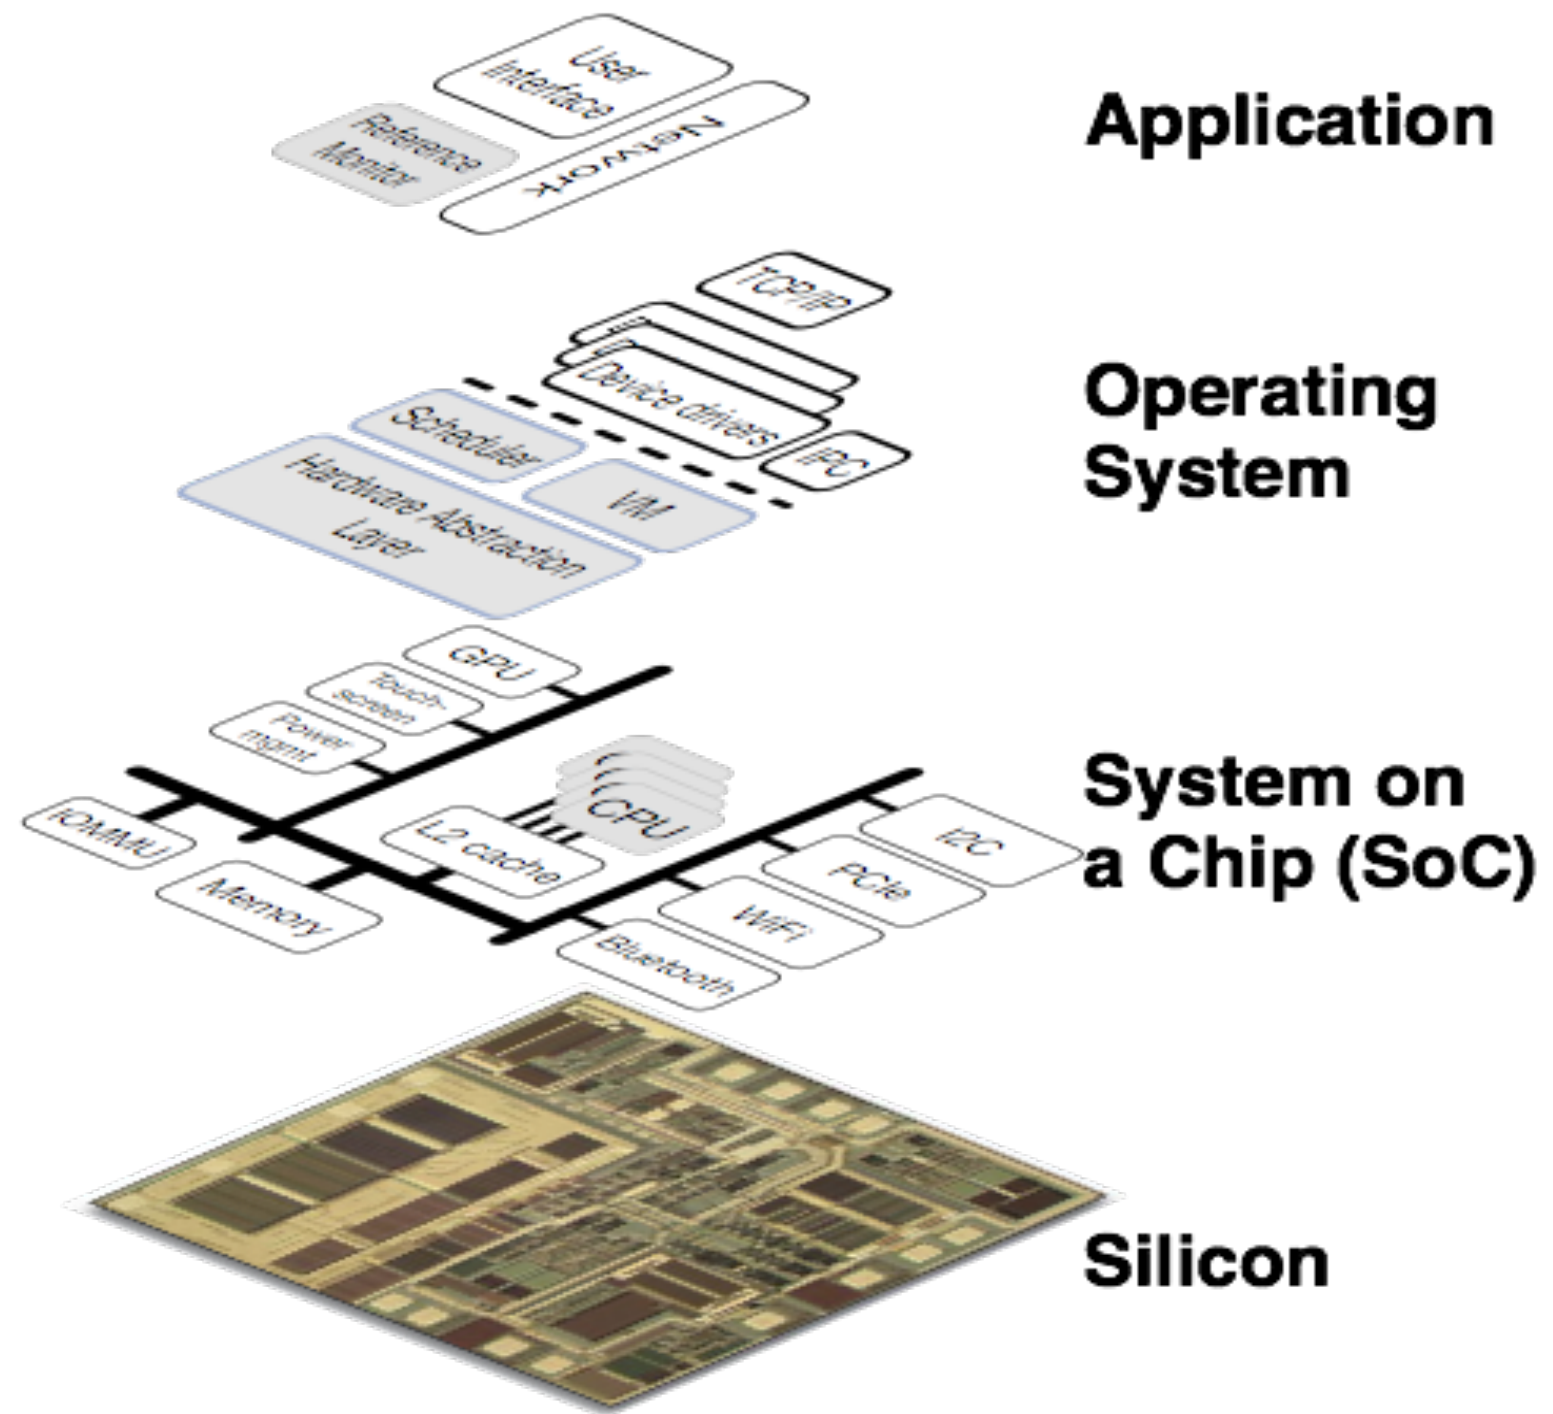 User
Interface
Reference
Monitor
Network
Application
TCP/IP
Device drivers
IPC
Scheduler
VM
Hardware Abstraction
Layer
Operating
System
GPU
Touch-
screen
Power
mgmt
CPU
L2 cache
IOMMU
Memory
I2C
PCIe
WiFi
Bluetooth
System on
a Chip (SoC)
Silicon